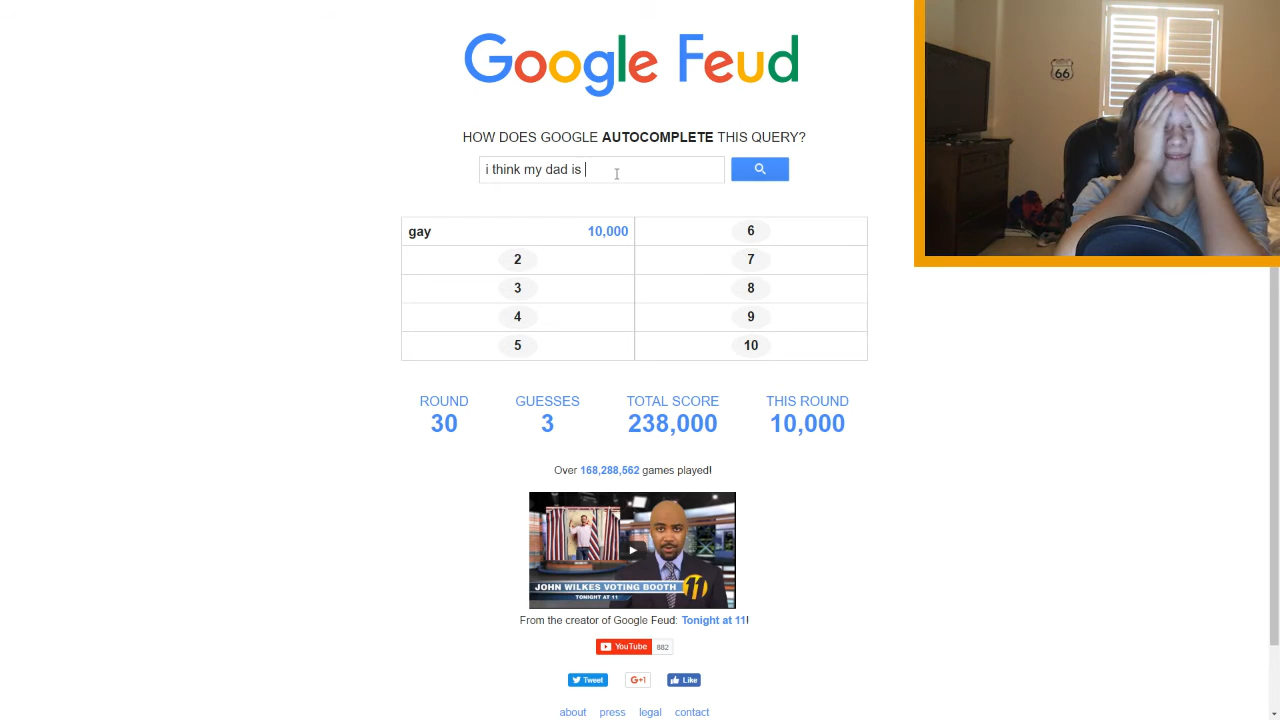 Google Feud
66
HOW DOES GOOGLE AUTOCOMPLETE THIS QUERY?
i think my dad is
gay 10,000 6
2 7
3 8
4 9
5 10
ROUND GUESSES TOTAL SCORE THIS ROUND
30 3 238,000 10,000
Over 168,288,562 games played!
JOHN WILKES VOTING BOOTH
TONIGHT AT 11
11
From the creator of Google Feud: Tonight at 11!
YouTube 882
Tweet G+1 Like
about press legal contact